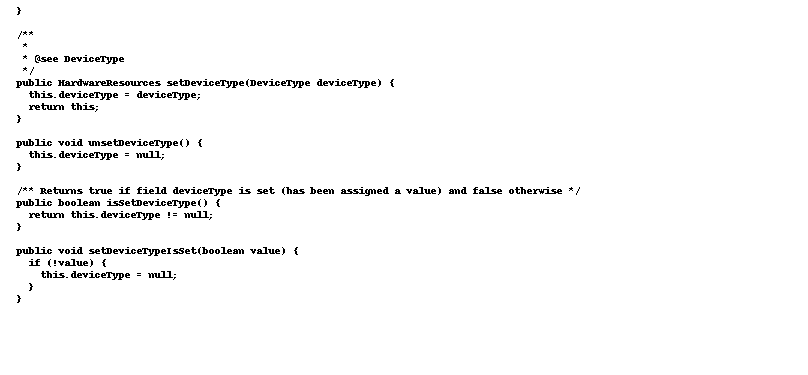 }

/**
 *
 * @see DeviceType
 */
public HardwareResources setDeviceType(DeviceType deviceType) {
  this.deviceType = deviceType;
  return this;
}

public void unsetDeviceType() {
  this.deviceType = null;
}

/** Returns true if field deviceType is set (has been assigned a value) and false otherwise */
public boolean isSetDeviceType() {
  return this.deviceType != null;
}

public void setDeviceTypeIsSet(boolean value) {
  if (!value) {
    this.deviceType = null;
  }
}